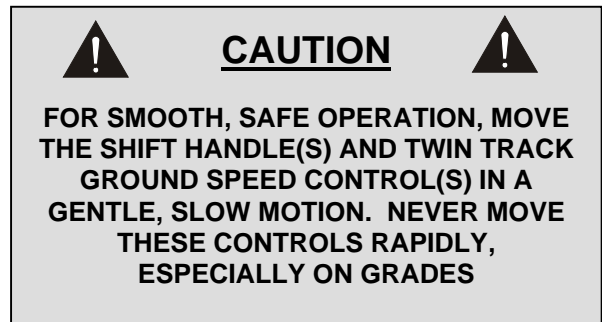 CAUTION
FOR SMOOTH, SAFE OPERATION, MOVE
THE SHIFT HANDLE(S) AND TWIN TRACK
GROUND SPEED CONTROL(S) IN A
GENTLE, SLOW MOTION. NEVER MOVE
THESE CONTROLS RAPIDLY,
ESPECIALLY ON GRADES